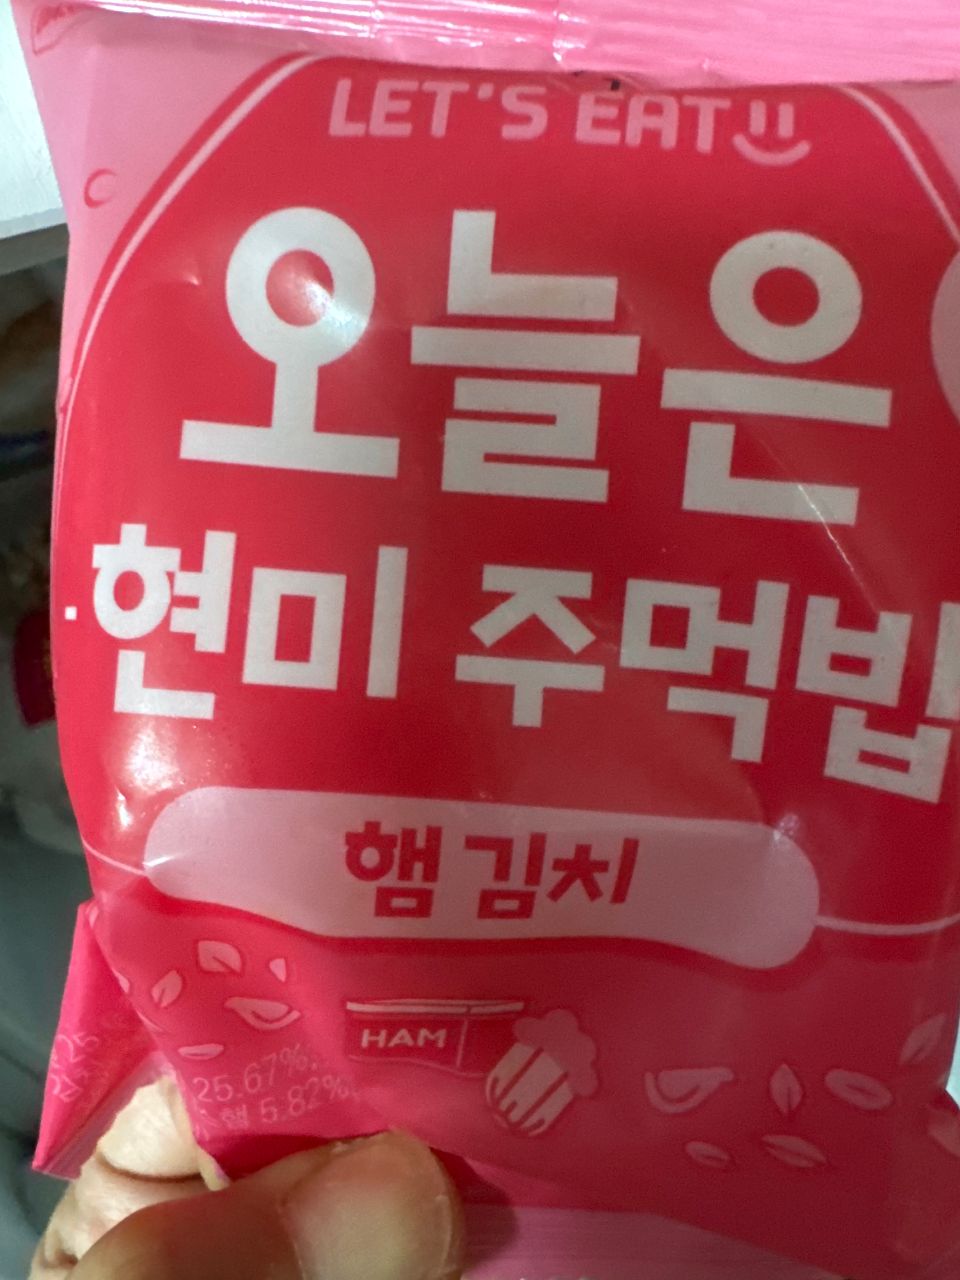 LET'S EAT
오늘은
현미 주먹밥
햄 김치
HAM
25.67%,
햄 5.82%